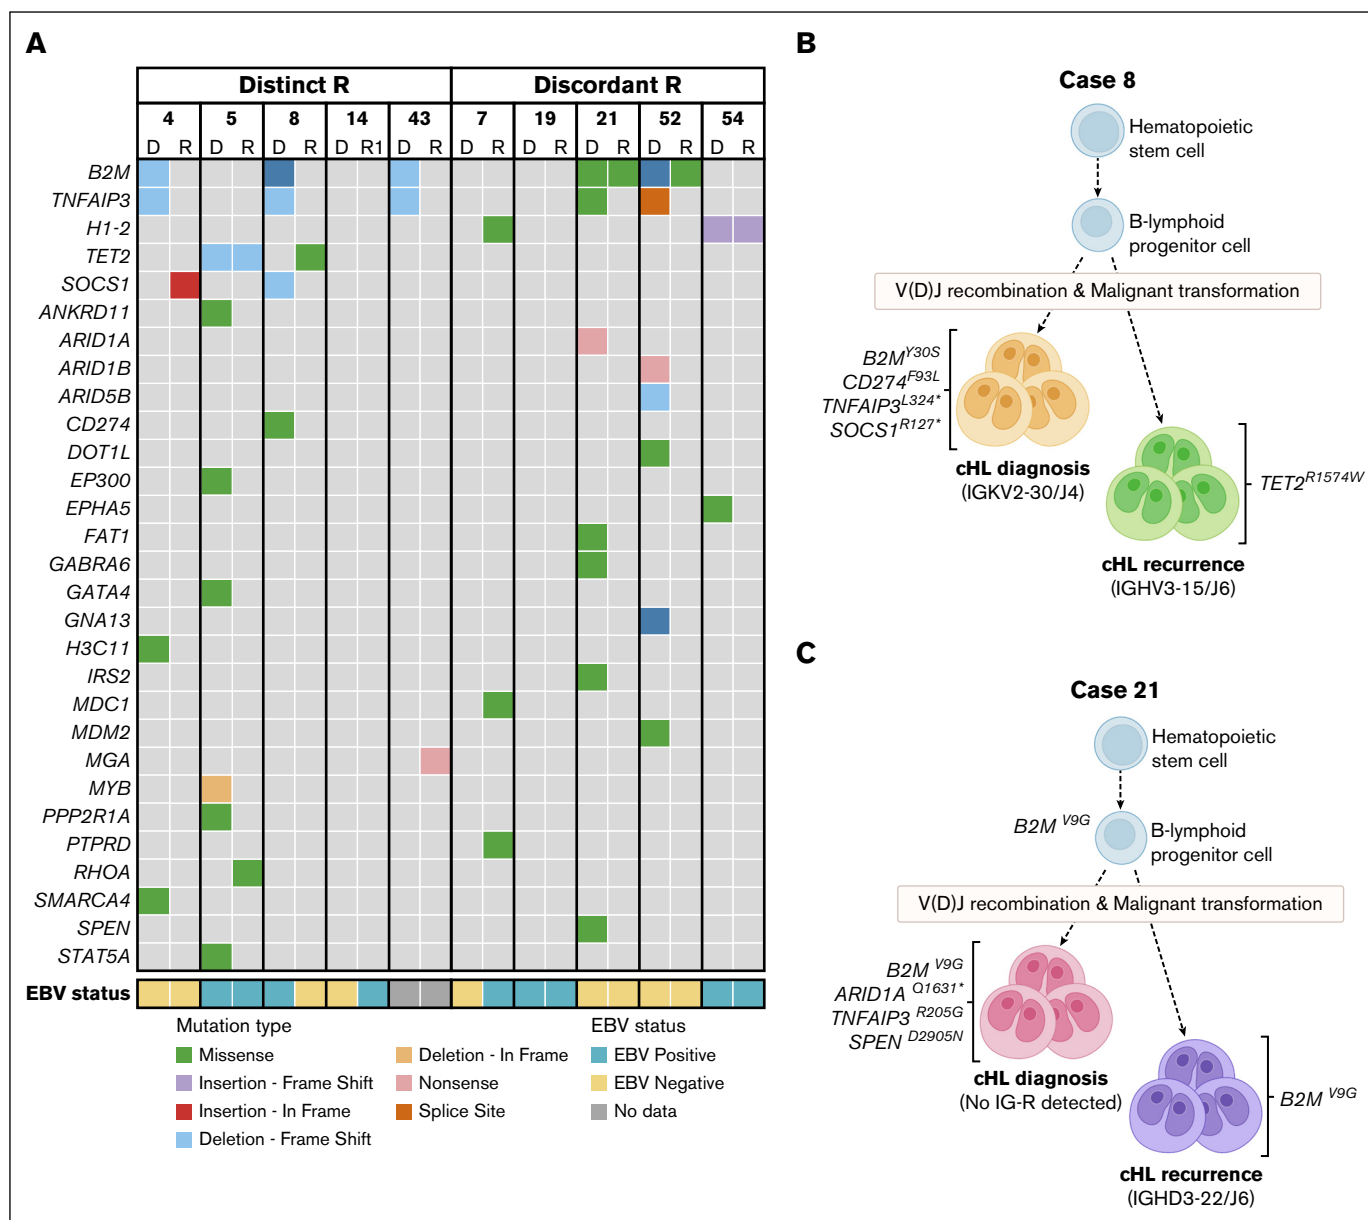 A
Distinct R Discordant R
4 5 8 14 43 7 19 21 52 54
D R D R D R D R1 D R D R D R D R D R D R
B2M
TNFAIP3
H1-2
TET2
SOCS1
ANKRD11
ARID1A
ARID1B
ARID5B
CD274
DOT1L
EP300
EPHA5
FAT1
GABRA6
GATA4
GNA13
H3C11
IRS2
MDC1
MDM2
MGA
MYB
PPP2R1A
PTPRD
RHOA
SMARCA4
SPEN
STAT5A
EBV status
Mutation type
Missense
Insertion - Frame Shift
Insertion - In Frame
Deletion - Frame Shift
Deletion - In Frame
Nonsense
Splice Site
EBV status
EBV Positive
EBV Negative
No data
B
Case 8
Hematopoietic
stem cell
B-lymphoid
progenitor cell
V(D)J recombination & Malignant transformation
B2M Y30S
CD274 F93L
TNFAIP3 L324*
SOCS1 R127*
cHL diagnosis
(IGKV2-30/J4)
TET2 R1574W
cHL recurrence
(IGHV3-15/J6)
C
Case 21
Hematopoietic
stem cell
B2M V9G
B-lymphoid
progenitor cell
V(D)J recombination & Malignant transformation
B2M V9G
ARID1A Q1631*
TNFAIP3 R205G
SPEN D2905N
cHL diagnosis
(No IG-R detected)
B2M V9G
cHL recurrence
(IGHD3-22/J6)